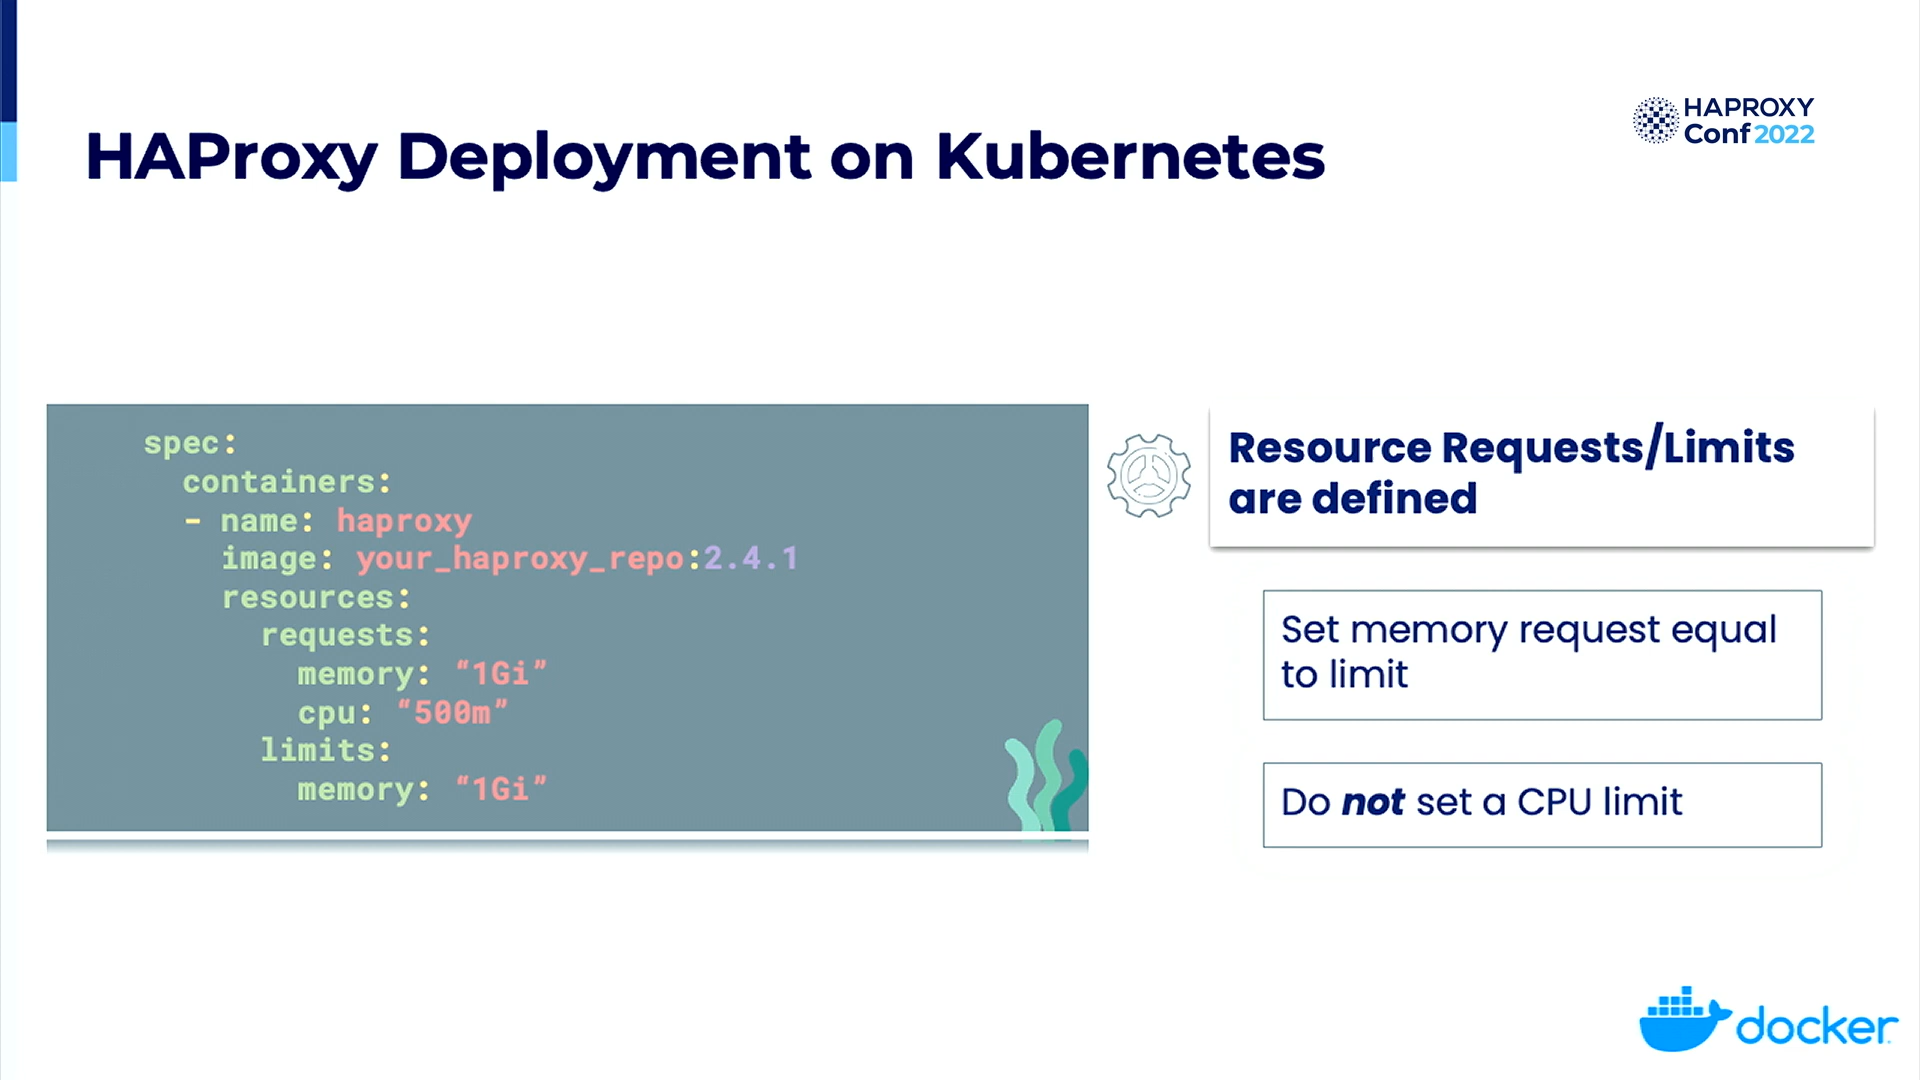 HAPROXY
Conf 2022
HAProxy Deployment on Kubernetes
spec:
  containers:
  - name: haproxy
    image: your_haproxy_repo:2.4.1
    resources:
      requests:
        memory: “1Gi”
        cpu: “500m”
      limits:
        memory: “1Gi”
Resource Requests/Limits
are defined
Set memory request equal
to limit
Do not set a CPU limit
docker